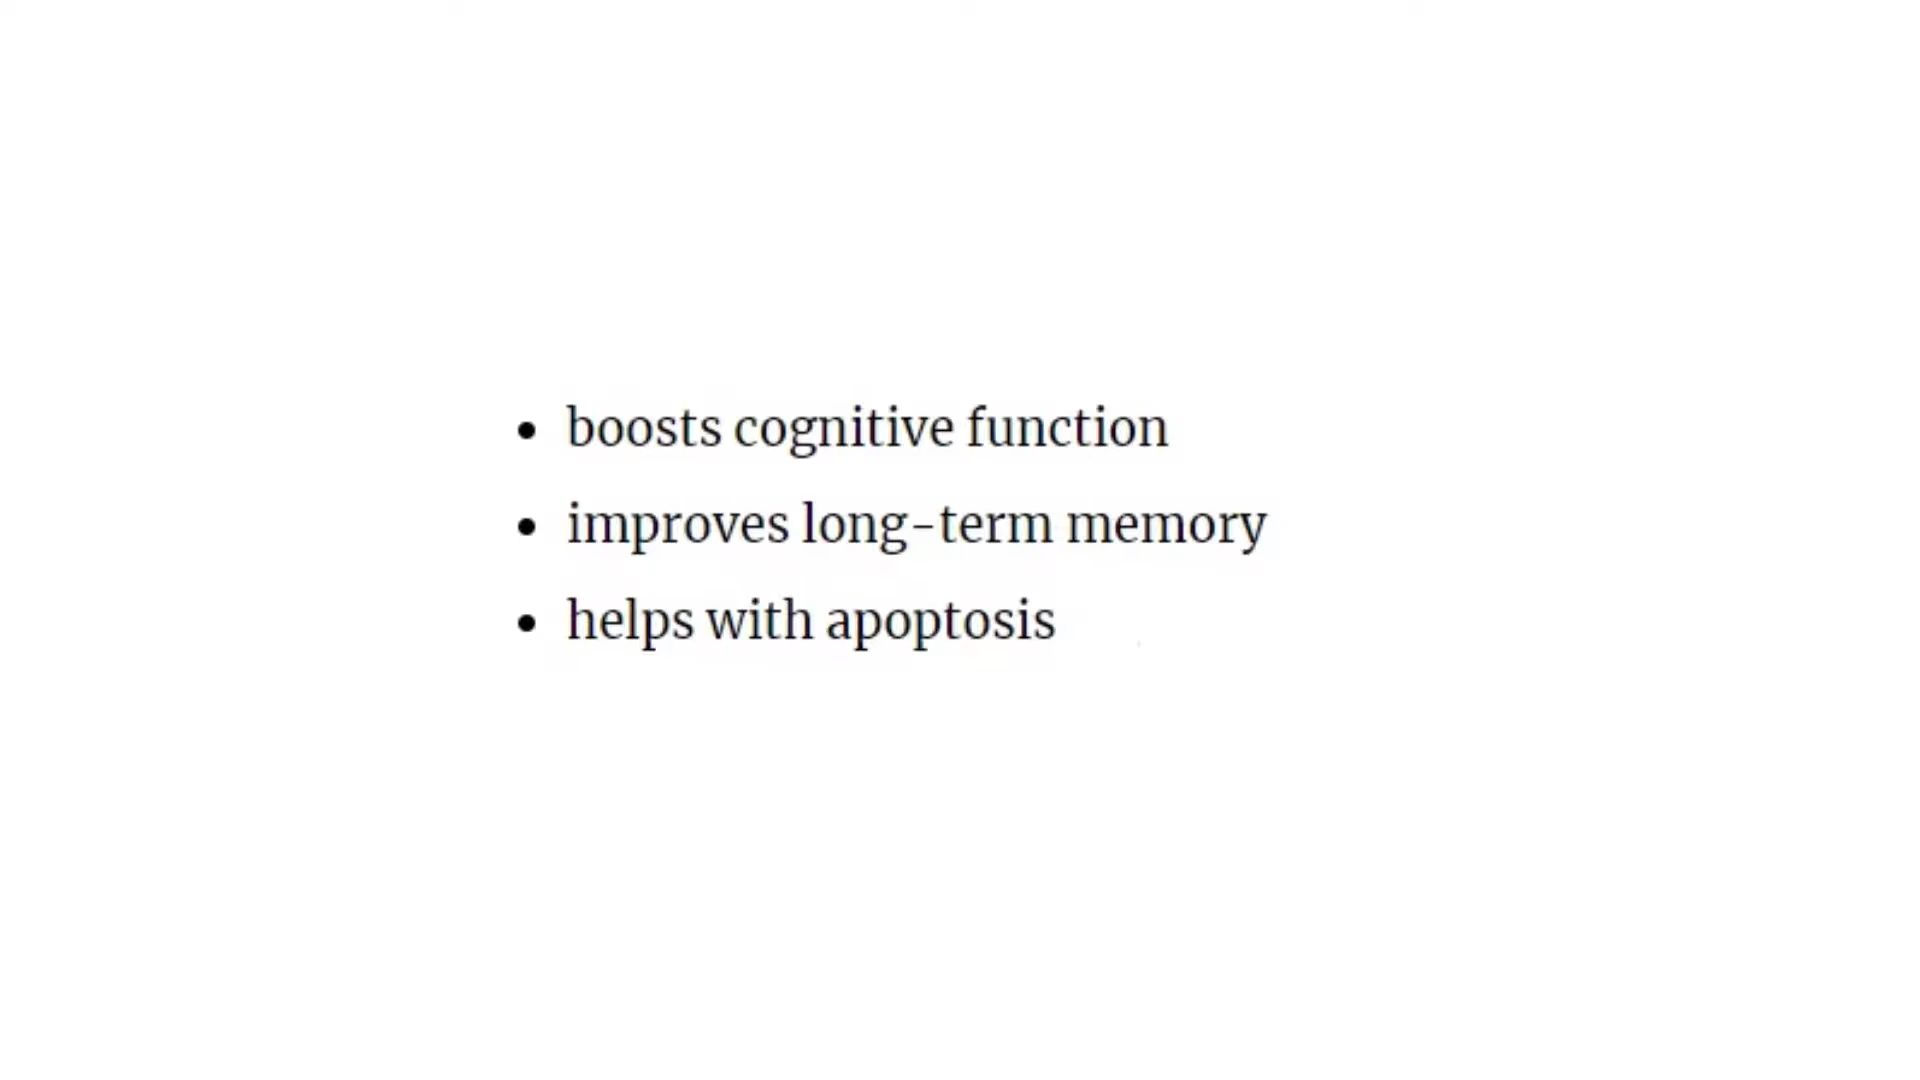 • boosts cognitive function
• improves long-term memory
• helps with apoptosis